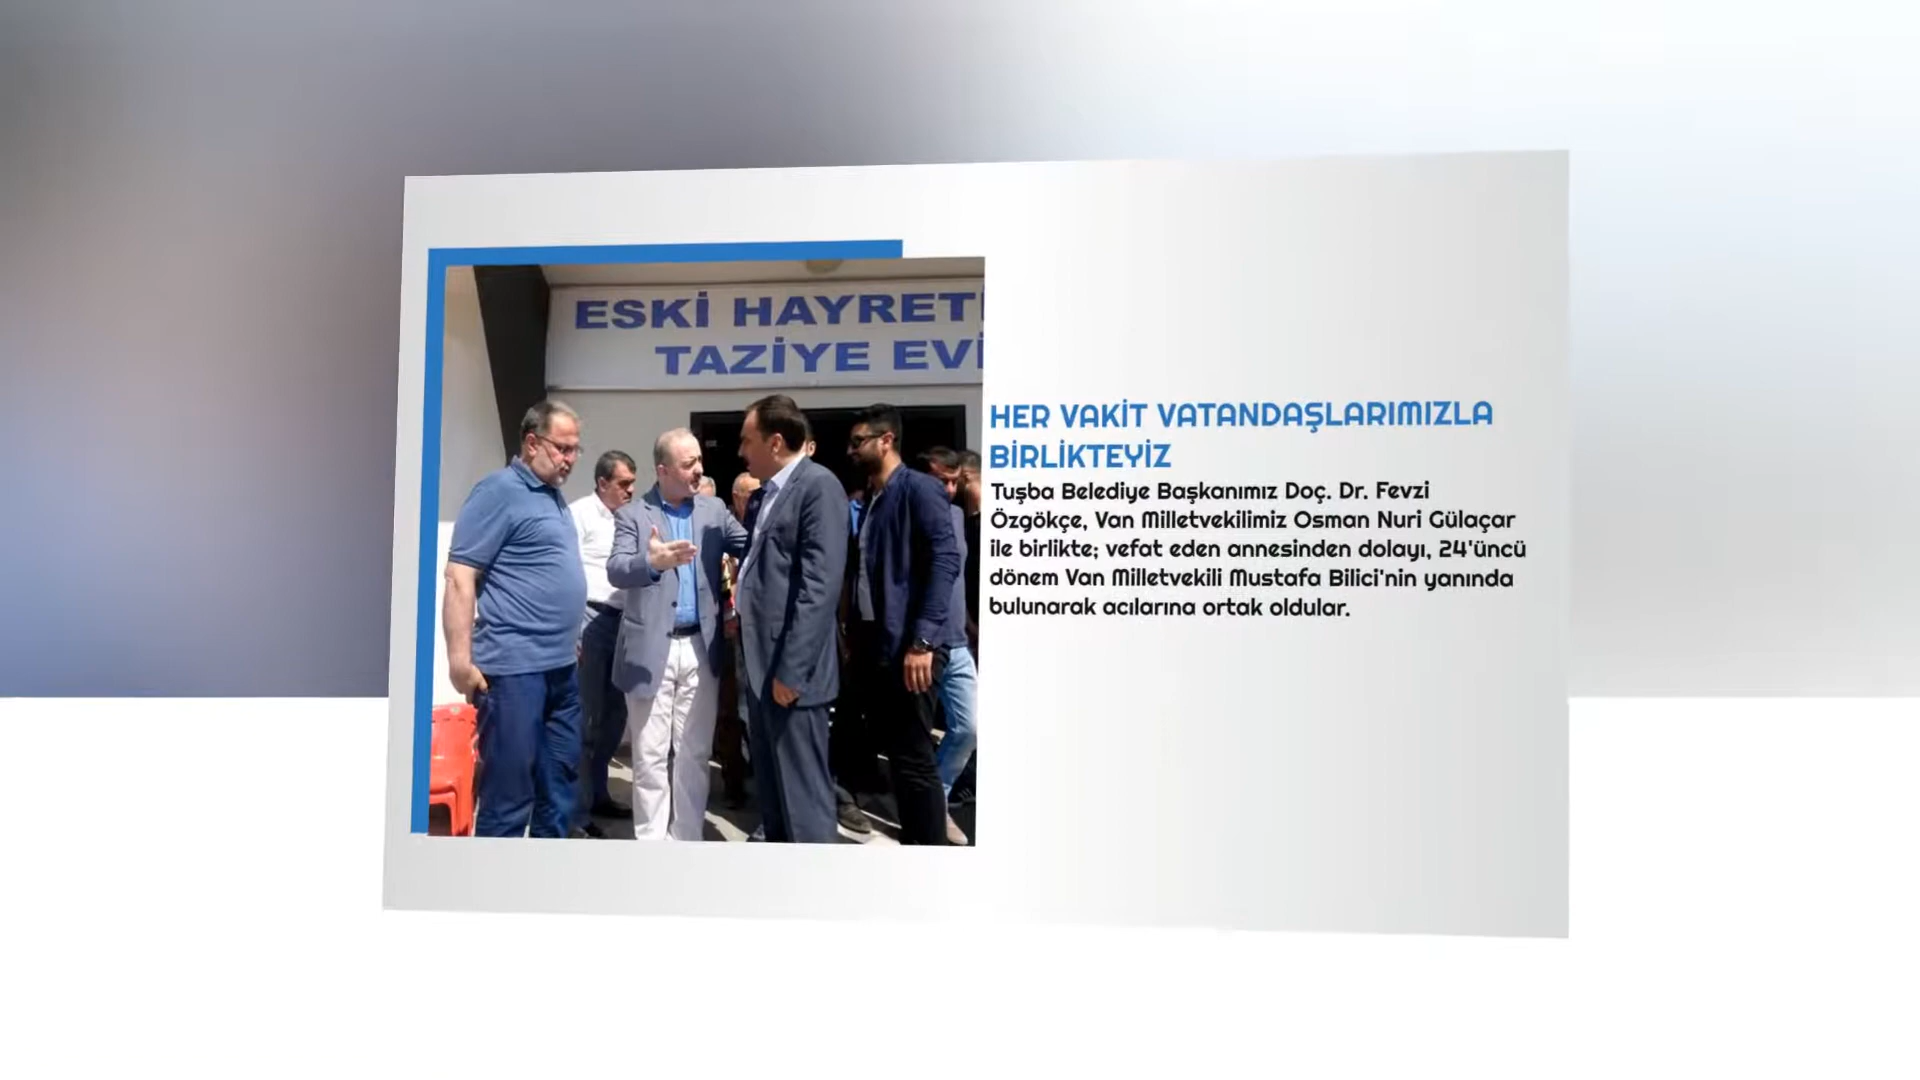 ESKİ HAYRET
TAZİYE EVİ
HER VAKİT VATANDAŞLARIMIZLA
BİRLİKTEYİZ
Tuşba Belediye Başkanımız Doç. Dr. Fevzi
Özgökçe, Van Milletvekilimiz Osman Nuri Gülaçar
ile birlikte; vefat eden annesinden dolayı, 24'üncü
dönem Van Milletvekili Mustafa Bilici'nin yanında
bulunarak acılarına ortak oldular.